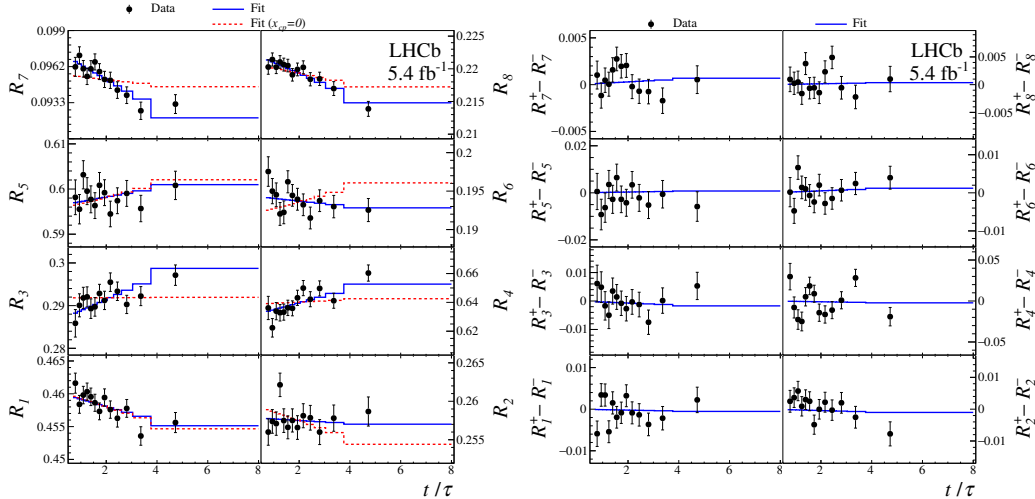 Data Fit
Fit (x_cp=0)
LHCb
5.4 fb⁻¹
R_7
0.099
0.0962
0.0933
R_8
0.225
0.22
0.215
0.21
R_5
0.61
0.60
0.59
R_6
0.2
0.195
0.19
R_3
0.3
0.29
0.28
R_4
0.66
0.64
0.62
R_1
0.465
0.46
0.455
0.45
R_2
0.265
0.26
0.255
2 4 6 8 2 4 6 8
t / τ
Data Fit
LHCb
5.4 fb⁻¹
R_7^+ − R_7^-
0.005
0
−0.005
R_8^+ − R_8^-
0.005
0
−0.005
R_5^+ − R_5^-
0.02
0
−0.02
R_6^+ − R_6^-
0.01
0
−0.01
R_3^+ − R_3^-
0.01
0
−0.01
R_4^+ − R_4^-
0.05
0
−0.05
R_1^+ − R_1^-
0.01
0
−0.01
R_2^+ − R_2^-
0.01
0
−0.01
2 4 6 8 2 4 6 8
t / τ